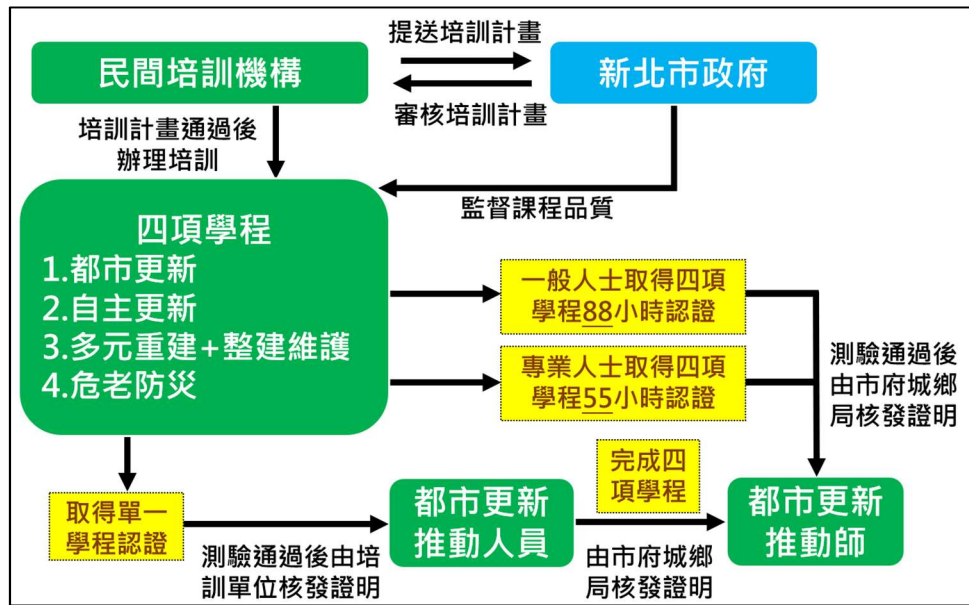 民間培訓機構
提送培訓計畫
審核培訓計畫
新北市政府
培訓計畫通過後
辦理培訓
監督課程品質
四項學程
1.都市更新
2.自主更新
3.多元重建+整建維護
4.危老防災
一般人士取得四項
學程88小時認證
專業人士取得四項
學程55小時認證
測驗通過後
由市府城鄉
局核發證明
取得單一
學程認證
測驗通過後由培
訓單位核發證明
都市更新
推動人員
完成四
項學程
由市府城鄉
局核發證明
都市更新
推動師